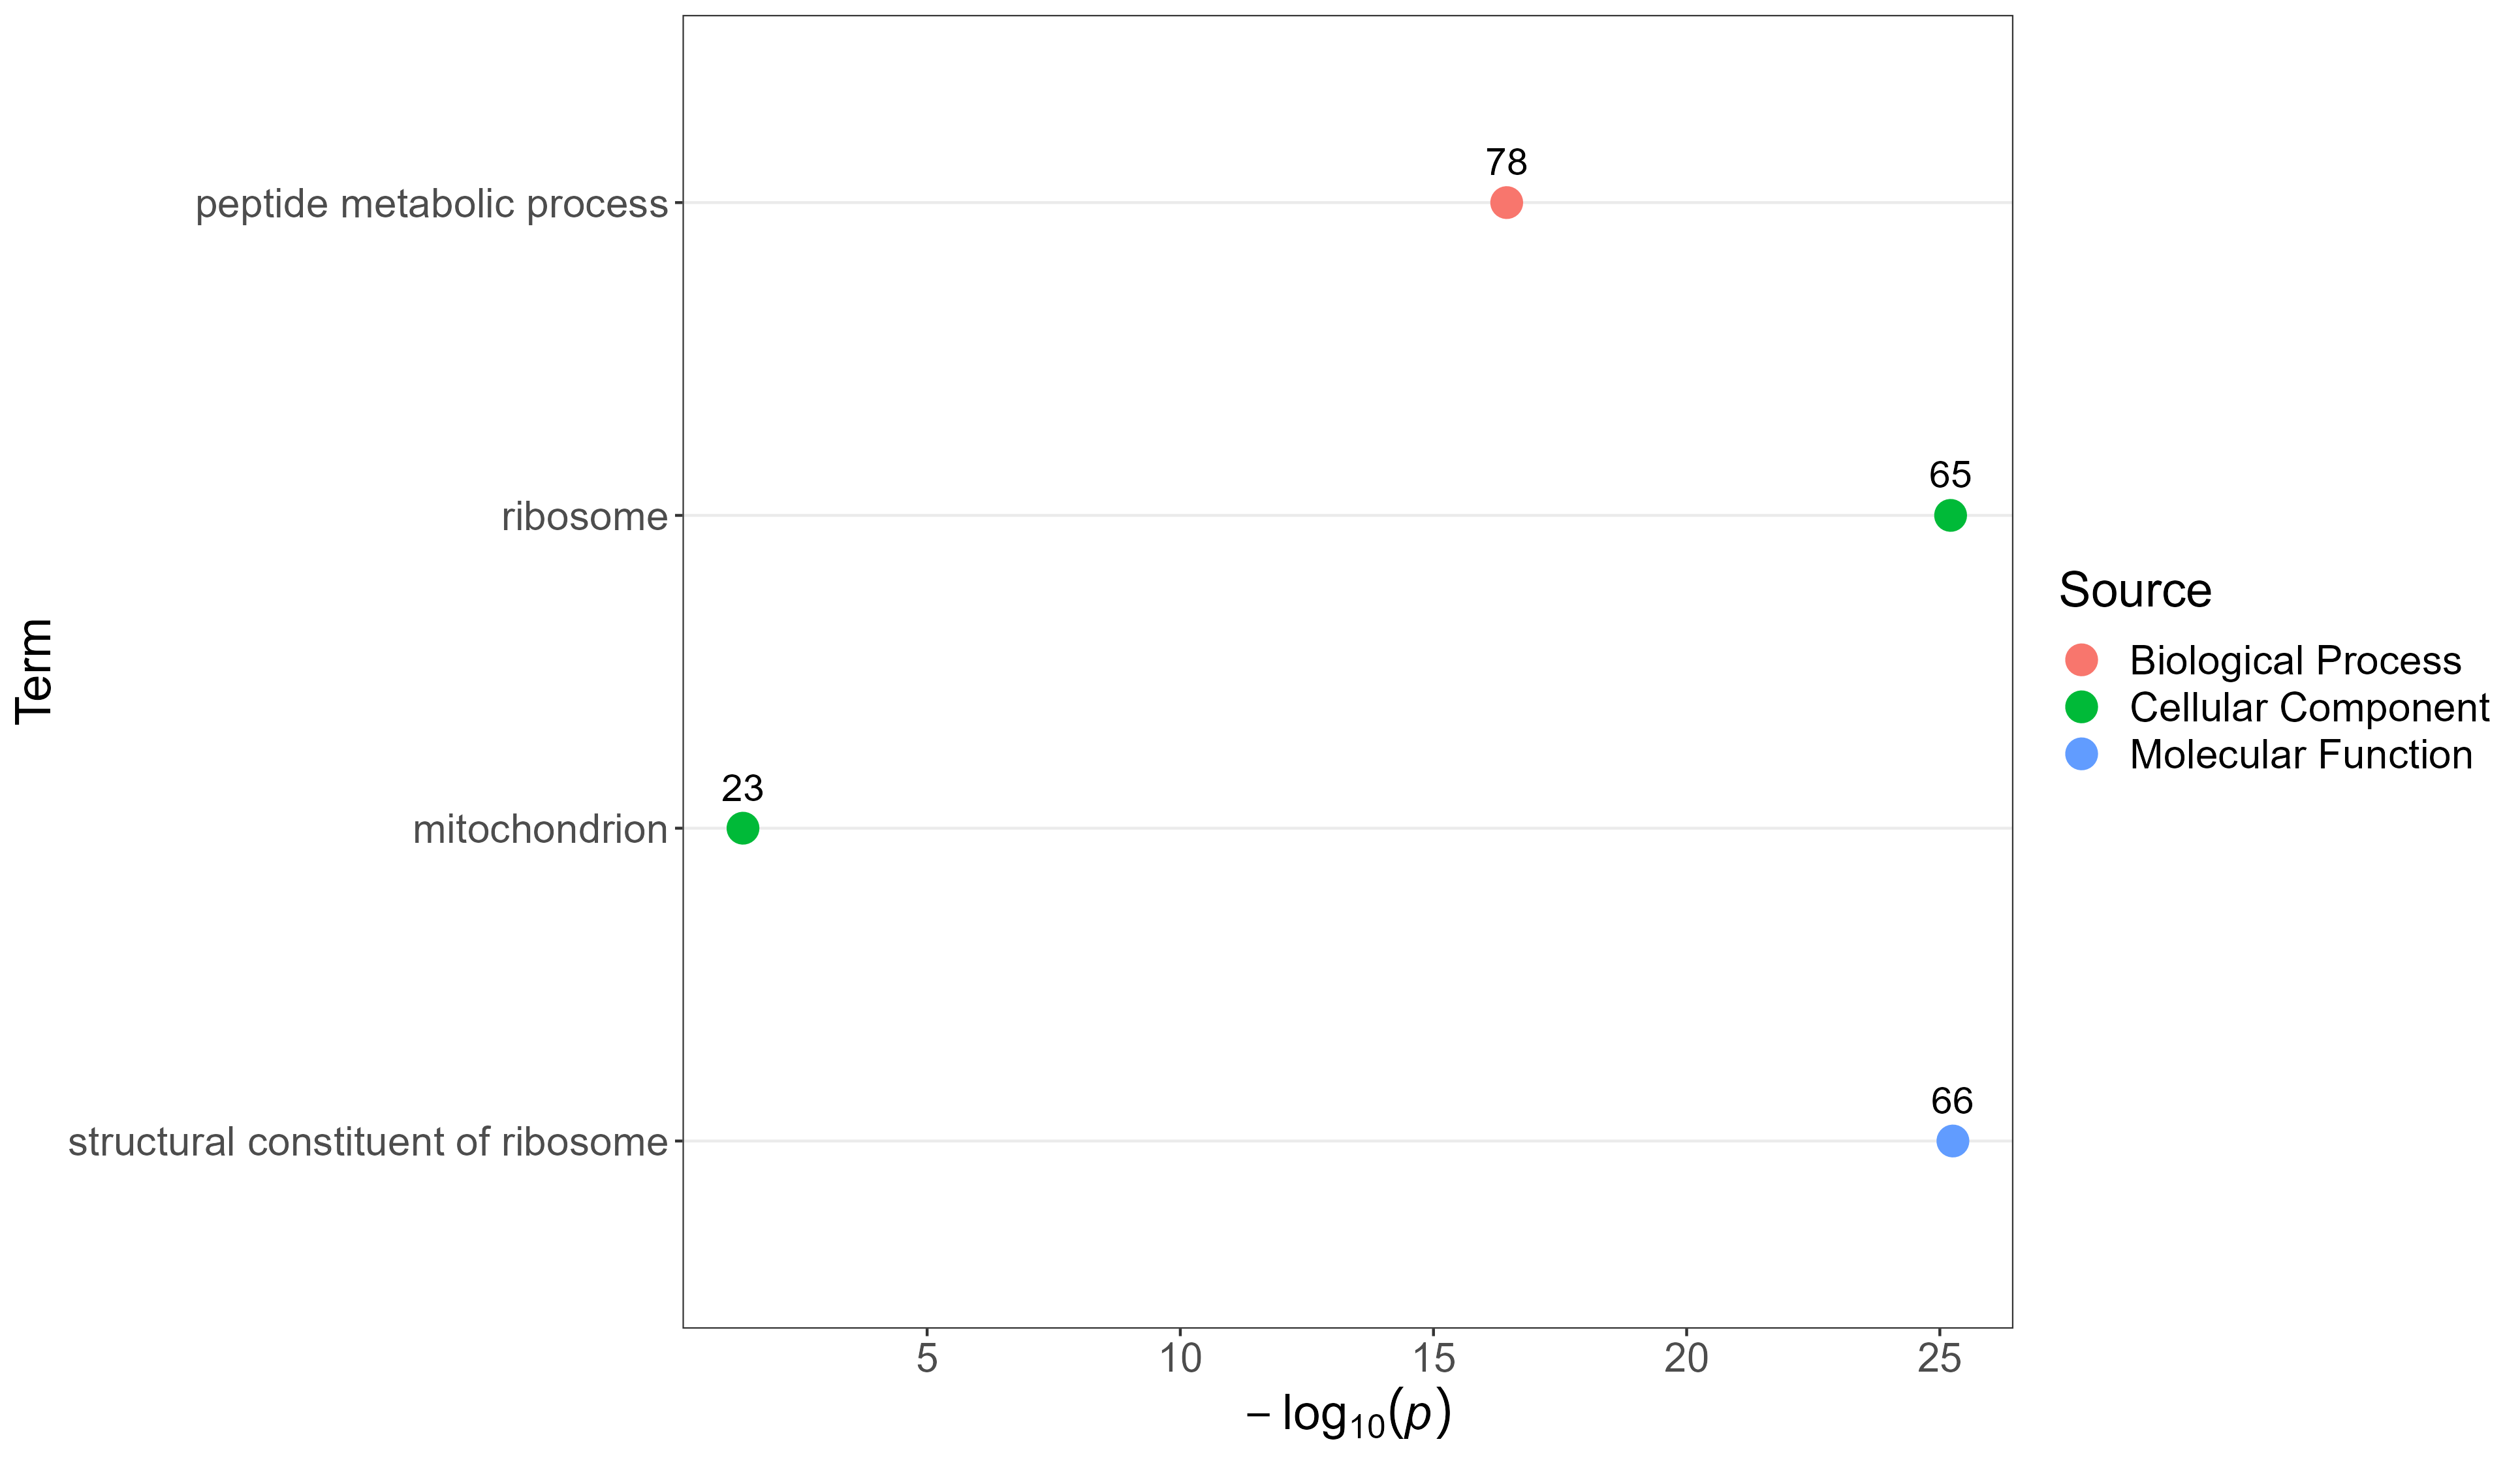 78
peptide metabolic process
65
ribosome
Source
Biological Process
Cellular Component
Molecular Function
Term
23
mitochondrion
66
structural constituent of ribosome
5 10 15 20 25
− log10(p)